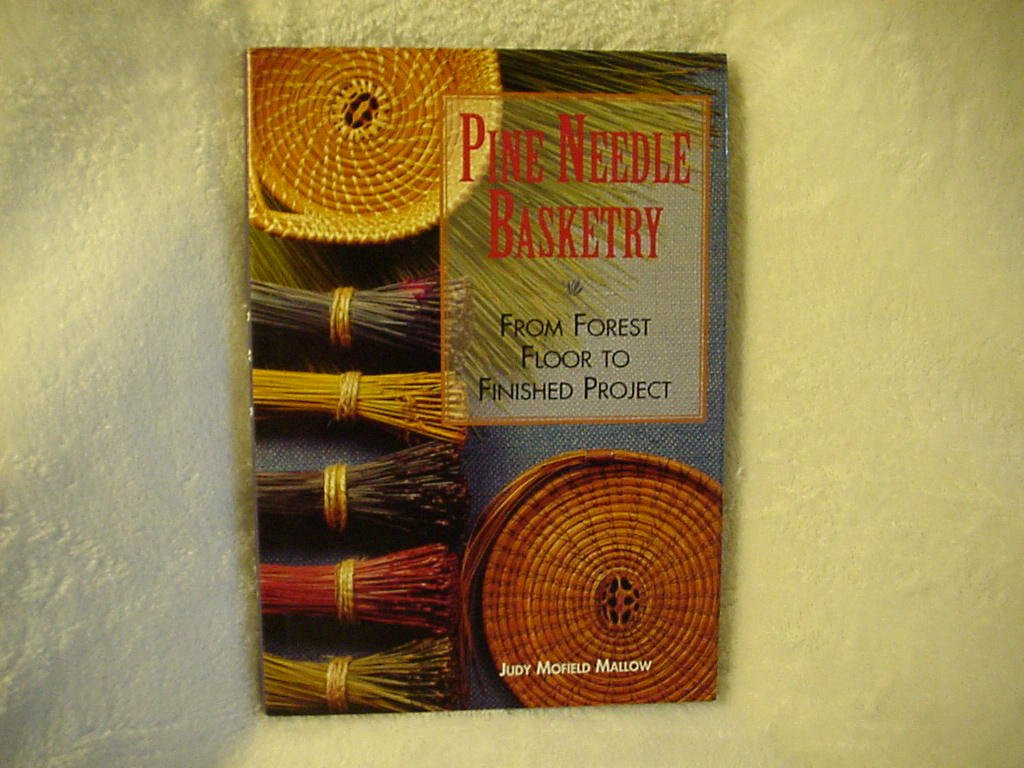 PINE NEEDLE
BASKETRY
FROM FOREST
FLOOR TO
FINISHED PROJECT
JUDY MOFIELD MALLOW